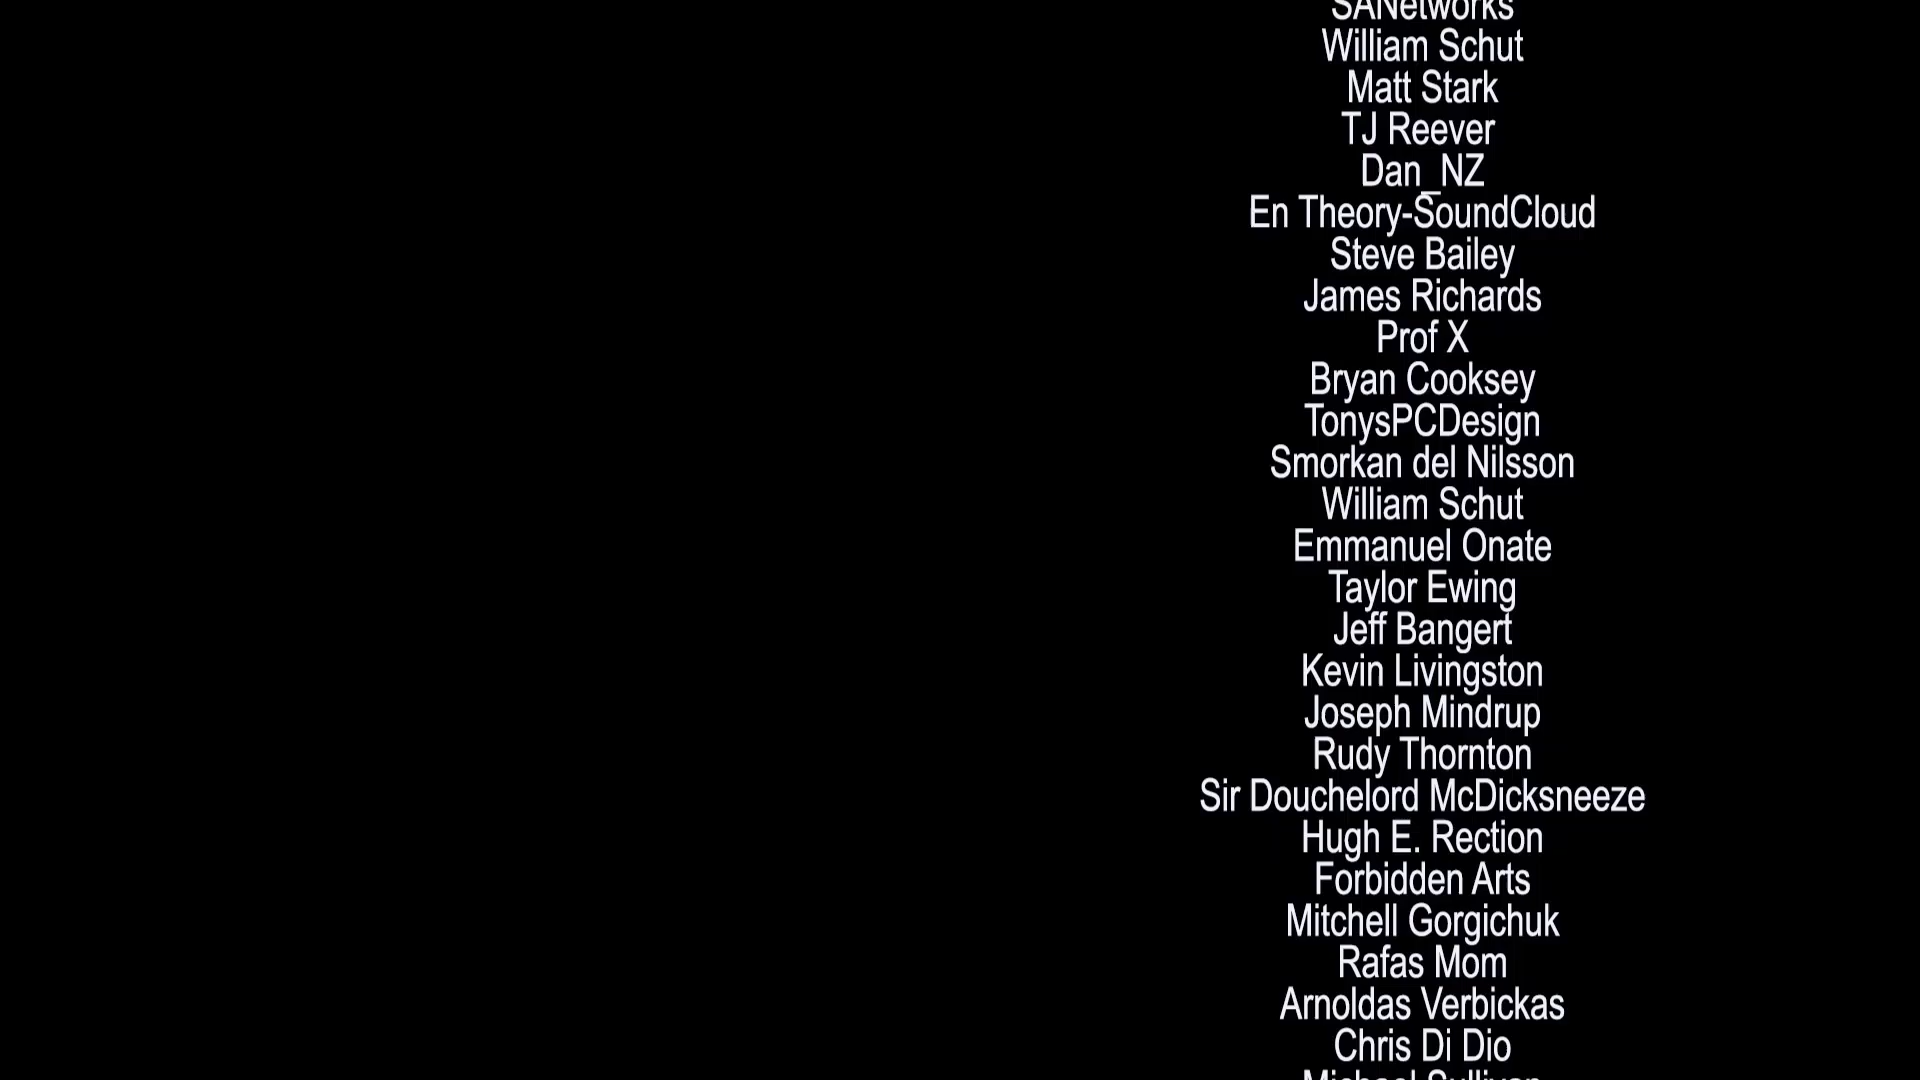 SANetworks
William Schut
Matt Stark
TJ Reever
Dan_NZ
En Theory-SoundCloud
Steve Bailey
James Richards
Prof X
Bryan Cooksey
TonysPCDesign
Smorkan del Nilsson
William Schut
Emmanuel Onate
Taylor Ewing
Jeff Bangert
Kevin Livingston
Joseph Mindrup
Rudy Thornton
Sir Douchelord McDicksneeze
Hugh E. Rection
Forbidden Arts
Mitchell Gorgichuk
Rafas Mom
Arnoldas Verbickas
Chris Di Dio
Michael Sullivan